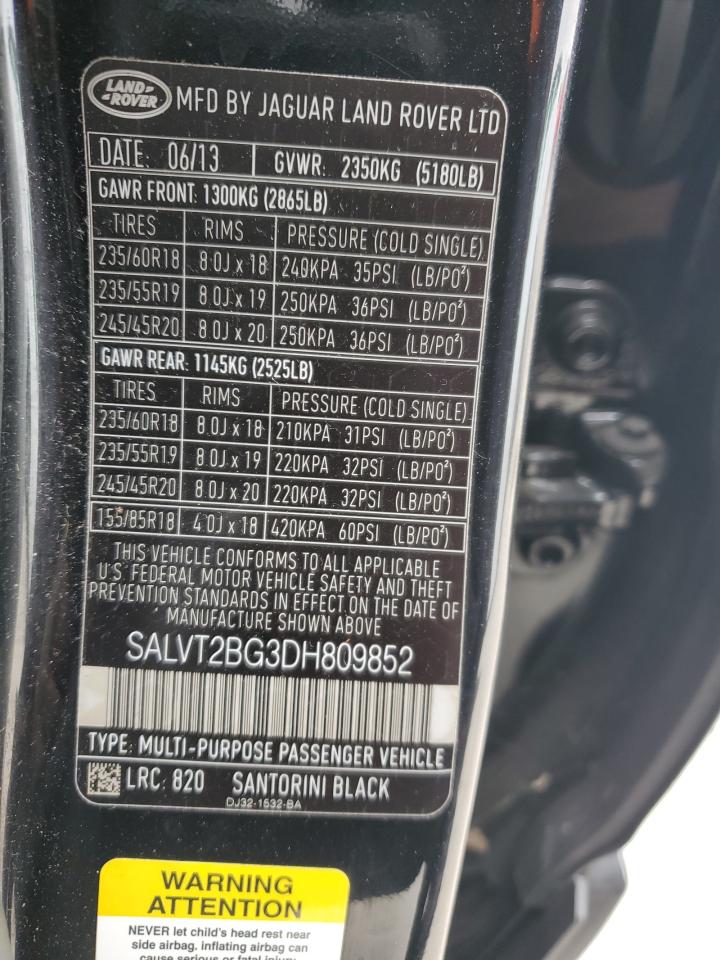 LAND-
-ROVER
MFD BY JAGUAR LAND ROVER LTD
DATE: 06/13 GVWR: 2350KG (5180LB)
GAWR FRONT: 1300KG (2865LB)
TIRES RIMS PRESSURE (COLD SINGLE)
235/60R18 8.0J x 18 240KPA 35PSI (LB/PO²)
235/55R19 8.0J x 19 250KPA 36PSI (LB/PO²)
245/45R20 8.0J x 20 250KPA 36PSI (LB/PO²)
GAWR REAR: 1145KG (2525LB)
TIRES RIMS PRESSURE (COLD SINGLE)
235/60R18 8.0J x 18 210KPA 31PSI (LB/PO²)
235/55R19 8.0J x 19 220KPA 32PSI (LB/PO²)
245/45R20 8.0J x 20 220KPA 32PSI (LB/PO²)
155/85R18 4.0J x 18 420KPA 60PSI (LB/PO²)
THIS VEHICLE CONFORMS TO ALL APPLICABLE
U.S. FEDERAL MOTOR VEHICLE SAFETY AND THEFT
PREVENTION STANDARDS IN EFFECT ON THE DATE OF
MANUFACTURE SHOWN ABOVE
SALVT2BG3DH809852
TYPE: MULTI-PURPOSE PASSENGER VEHICLE
LRC: 820 SANTORINI BLACK
DJ32-1532-BA
WARNING
ATTENTION
NEVER let child's head rest near
side airbag. inflating airbag can
cause serious or fatal injury